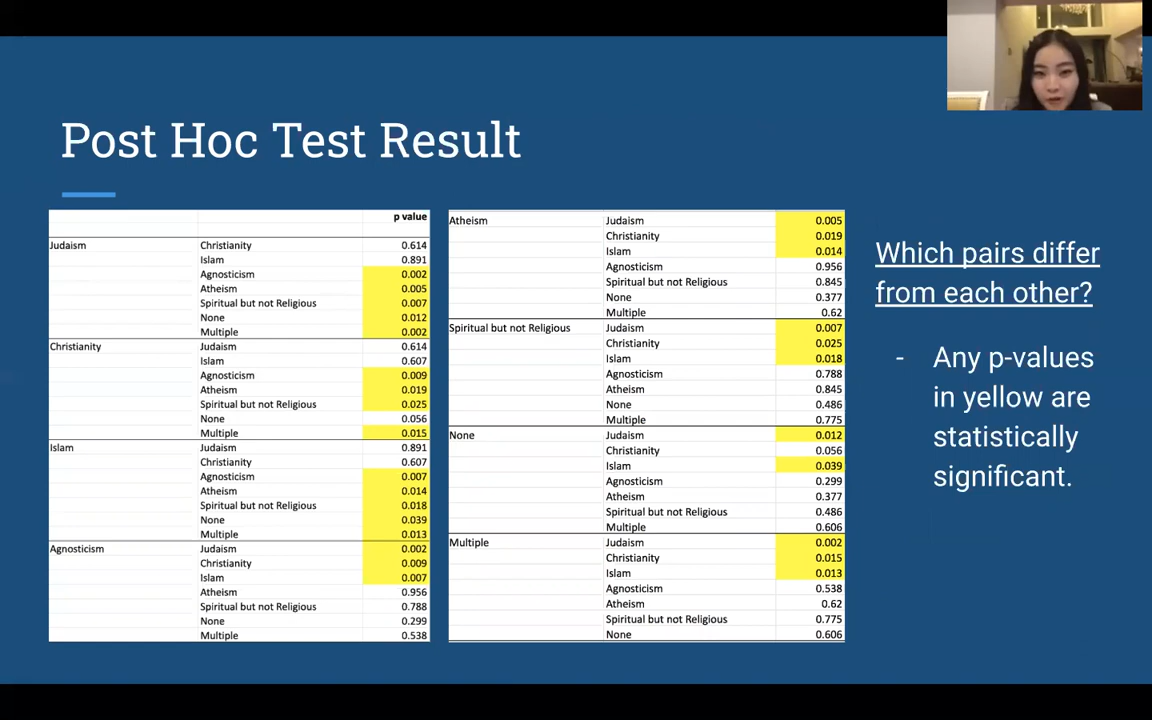 Post Hoc Test Result
p value
Judaism Christianity 0.614
Islam 0.891
Agnosticism 0.002
Atheism 0.005
Spiritual but not Religious 0.007
None 0.012
Multiple 0.002
Christianity Judaism 0.614
Islam 0.607
Agnosticism 0.009
Atheism 0.019
Spiritual but not Religious 0.025
None 0.056
Multiple 0.015
Islam Judaism 0.891
Christianity 0.607
Agnosticism 0.007
Atheism 0.014
Spiritual but not Religious 0.018
None 0.039
Multiple 0.013
Agnosticism Judaism 0.002
Christianity 0.009
Islam 0.007
Atheism 0.956
Spiritual but not Religious 0.788
None 0.299
Multiple 0.538
Atheism Judaism 0.005
Christianity 0.019
Islam 0.014
Agnosticism 0.956
Spiritual but not Religious 0.845
None 0.377
Multiple 0.62
Spiritual but not Religious Judaism 0.007
Christianity 0.025
Islam 0.018
Agnosticism 0.788
Atheism 0.845
None 0.486
Multiple 0.775
None Judaism 0.012
Christianity 0.056
Islam 0.039
Agnosticism 0.299
Atheism 0.377
Spiritual but not Religious 0.486
Multiple 0.606
Multiple Judaism 0.002
Christianity 0.015
Islam 0.013
Agnosticism 0.538
Atheism 0.62
Spiritual but not Religious 0.775
None 0.606
Which pairs differ
from each other?
- Any p-values
in yellow are
statistically
significant.